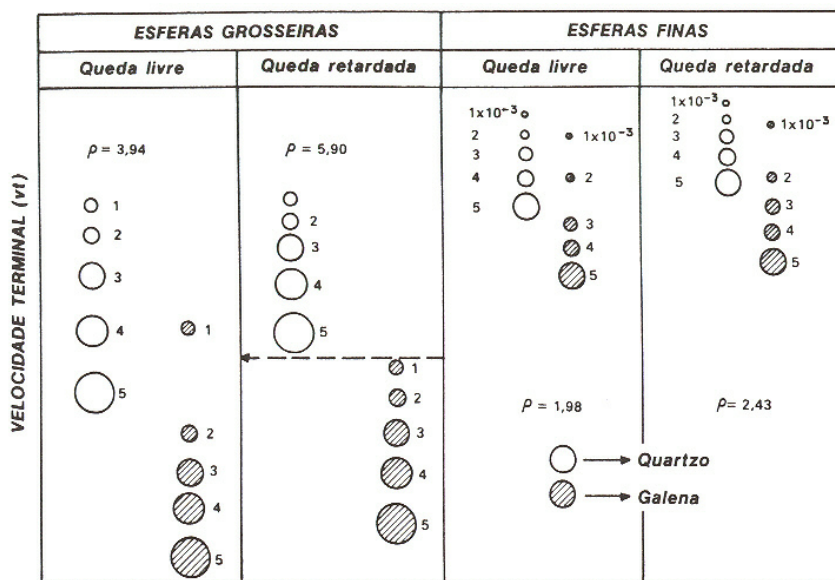 ESFERAS GROSSEIRAS
ESFERAS FINAS
Queda livre
Queda retardada
Queda livre
Queda retardada
VELOCIDADE TERMINAL (vt)
ρ = 3,94
1
2
3
4
5
1
2
3
4
5
ρ = 5,90
2
3
4
5
1
2
3
4
5
1x10⁻³
2
3
4
5
1x10⁻³
2
3
4
5
ρ = 1,98
1x10⁻³
2
3
4
5
1x10⁻³
2
3
4
5
ρ = 2,43
Quartzo
Galena